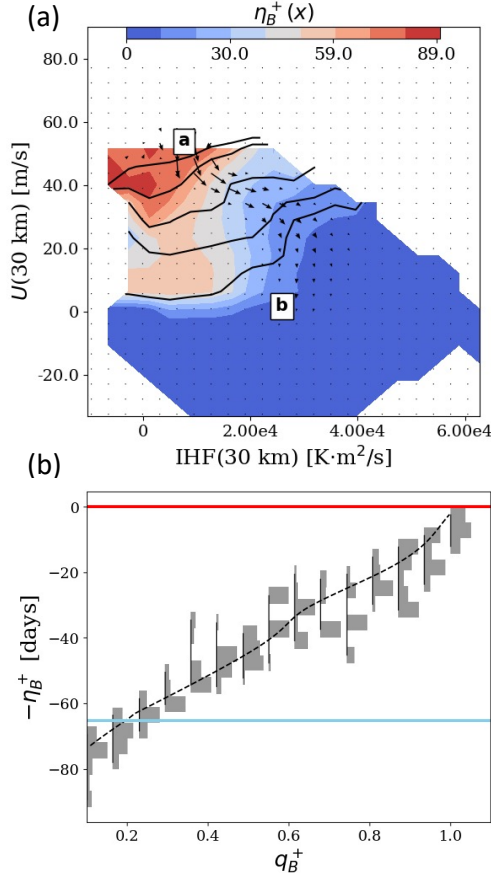 (a)
η_B^+(x)
0 30.0 59.0 89.0
80.0
60.0
40.0
20.0
0
-20.0
U(30 km) [m/s]
a
b
0 2.00e4 4.00e4 6.00e4
IHF(30 km) [K·m²/s]
(b)
0
−20
−40
−60
−80
−η_B^+ [days]
0.2 0.4 0.6 0.8 1.0
q_B^+